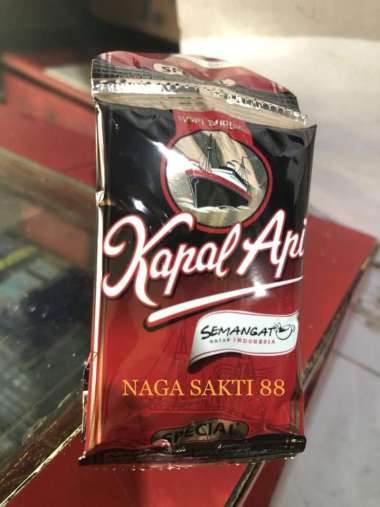 Kapal Api
SEMANGAT
untuk INDONESIA
NAGA SAKTI 88
SPECIAL